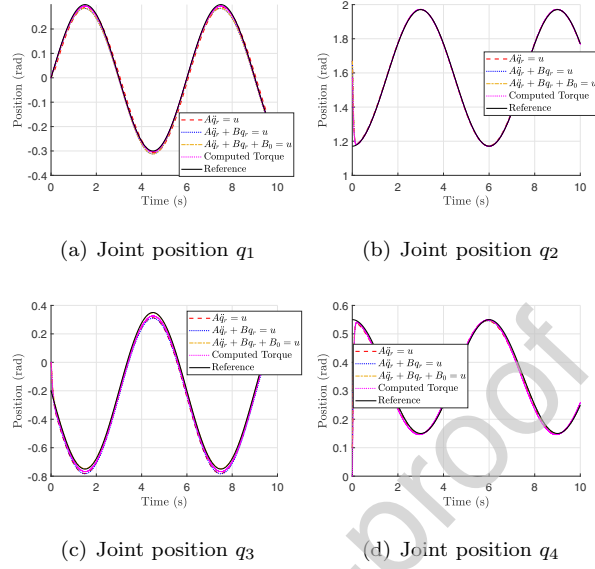 0.2
0.1
0
-0.1
-0.2
-0.3
-0.4
Position (rad)
Aq̈ᵣ = u
Aq̈ᵣ + Bqᵣ = u
Aq̈ᵣ + Bqᵣ + B₀ = u
Computed Torque
Reference
0 2 4 6 8 10
Time (s)
(a) Joint position q1
2
1.8
1.6
1.4
1.2
1
Position (rad)
Aq̈ᵣ = u
Aq̈ᵣ + Bqᵣ = u
Aq̈ᵣ + Bqᵣ + B₀ = u
Computed Torque
Reference
0 2 4 6 8 10
Time (s)
(b) Joint position q2
0.4
0.2
0
-0.2
-0.4
-0.6
-0.8
Position (rad)
Aq̈ᵣ = u
Aq̈ᵣ + Bqᵣ = u
Aq̈ᵣ + Bqᵣ + B₀ = u
Computed Torque
Reference
0 2 4 6 8 10
Time (s)
(c) Joint position q3
0.6
0.5
0.4
0.3
0.2
0.1
0
Position (rad)
Aq̈ᵣ = u
Aq̈ᵣ + Bqᵣ = u
Aq̈ᵣ + Bqᵣ + B₀ = u
Computed Torque
Reference
0 2 4 6 8 10
Time (s)
(d) Joint position q4
proof